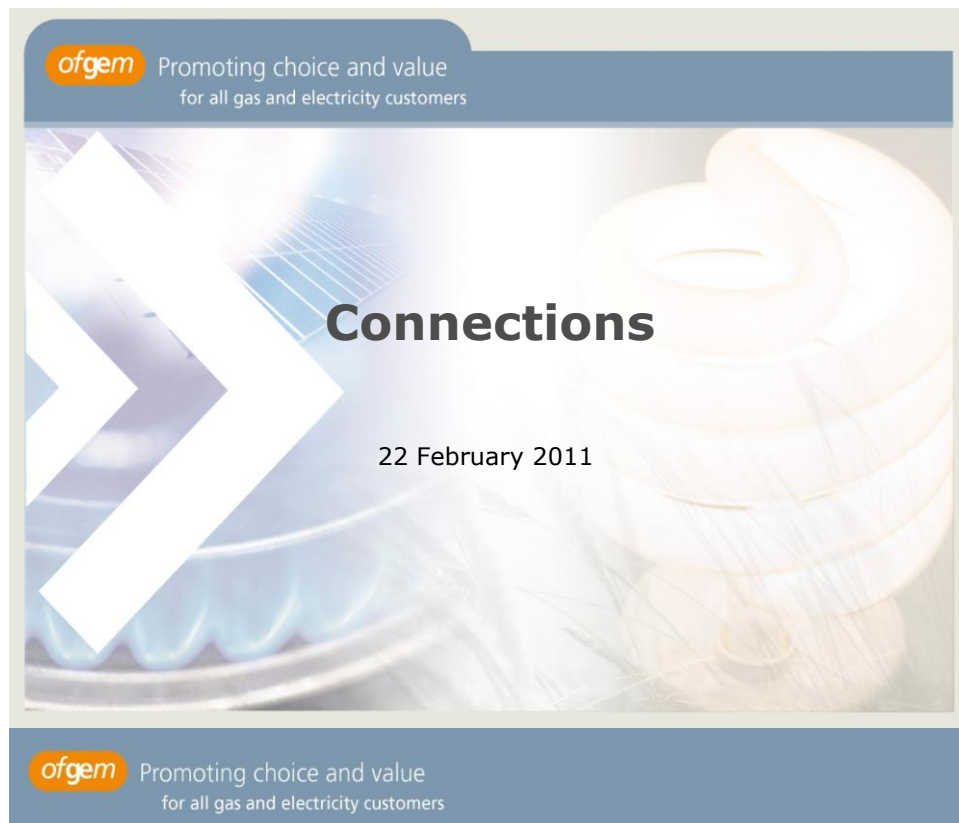 ofgem Promoting choice and value
for all gas and electricity customers
Connections
22 February 2011
ofgem Promoting choice and value
for all gas and electricity customers